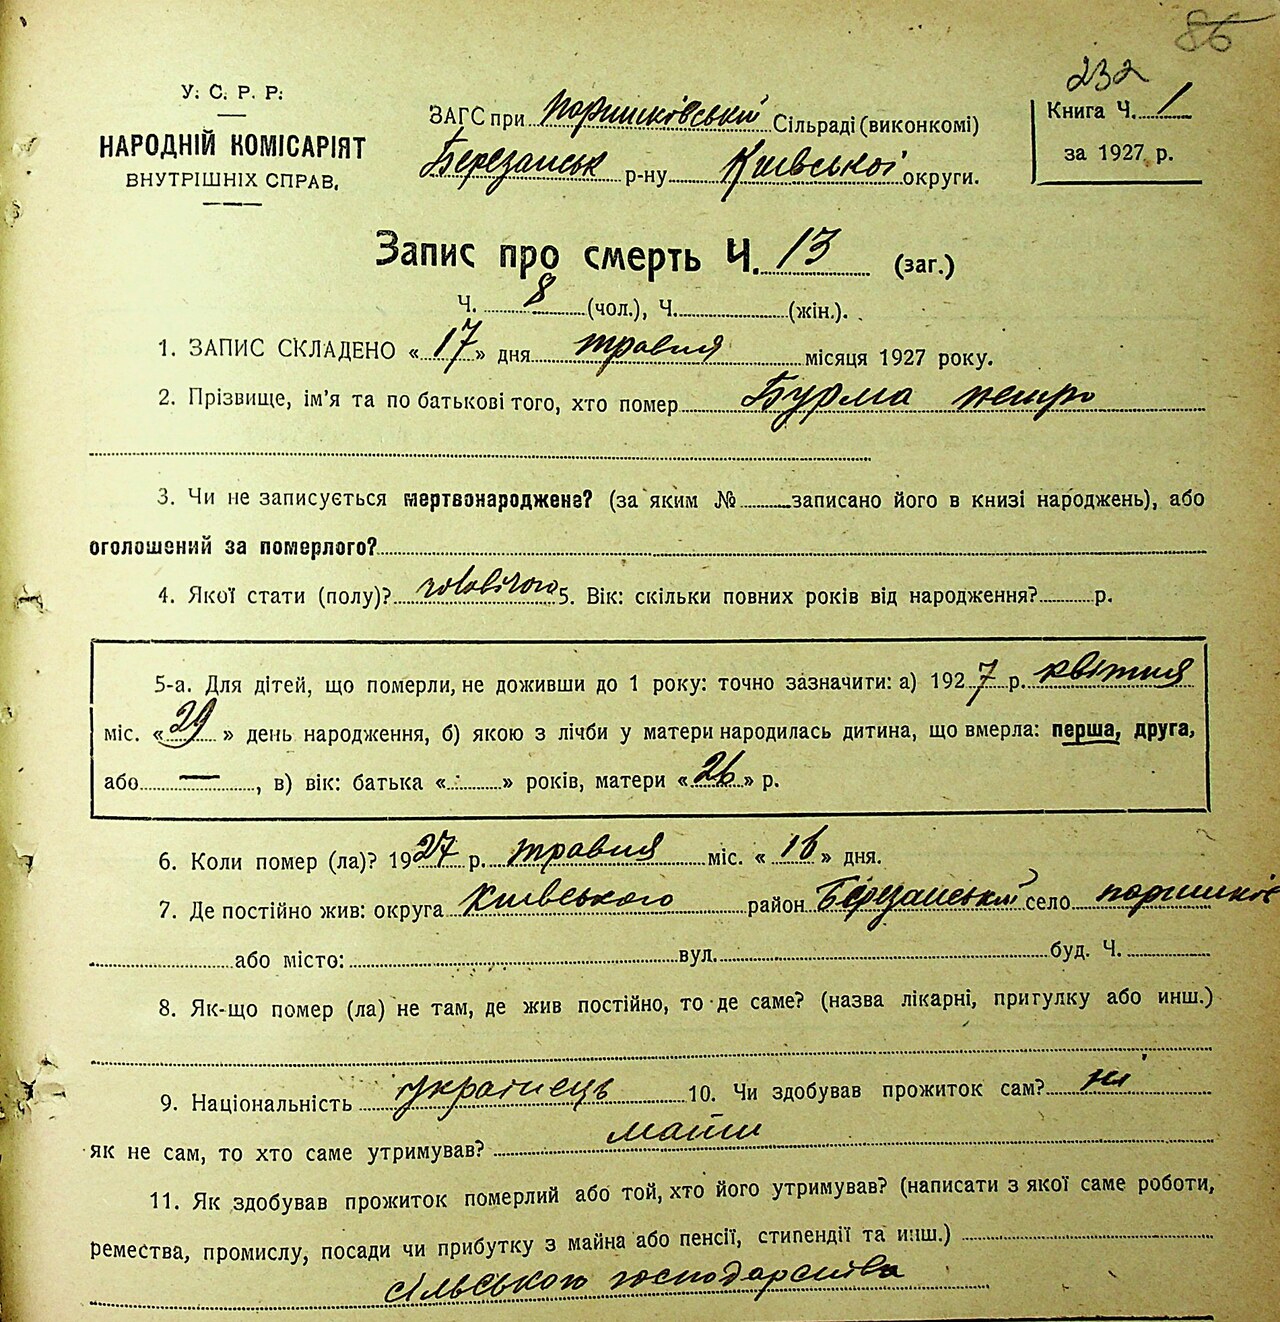 86
232
У. С. Р. Р.
НАРОДНІЙ КОМІСАРІЯТ
ВНУТРІШНІХ СПРАВ.
ЗАГС при Паришківській Сільраді (виконкомі)
Березанськ р-ну Київської округи.
Книга Ч. 1
за 1927 р.
Запис про смерть Ч. 13 (заг.)
Ч. 8 (чол.), Ч. (жін.).
1. ЗАПИС СКЛАДЕНО « 17 » дня травня місяця 1927 року.
2. Прізвище, ім'я та по батькові того, хто помер Бурма петро
3. Чи не записується мертвонароджена? (за яким № записано його в книзі народжень), або
оголошений за померлого?
4. Якої стати (полу)? чоловічого 5. Вік: скільки повних років від народження? р.
5-а. Для дітей, що померли, не доживши до 1 року: точно зазначити: а) 1927 р. квітня
міс. « 29 » день народження, б) якою з лічби у матери народилась дитина, що вмерла: перша, друга,
або —, в) вік: батька « » років, матери « 26 » р.
6. Коли помер (ла)? 1927 р. травня міс. « 16 » дня.
7. Де постійно жив: округа Київського район Березанський село паришків
або місто: вул. буд. Ч.
8. Як-що помер (ла) не там, де жив постійно, то де саме? (назва лікарні, пригулку або инш.)
9. Національність українець 10. Чи здобував прожиток сам? ні
як не сам, то хто саме утримував? мати
11. Як здобував прожиток померлий або той, хто його утримував? (написати з якої саме роботи,
ремества, промислу, посади чи прибутку з майна або пенсії, стипендії та инш.)
сільського господарства